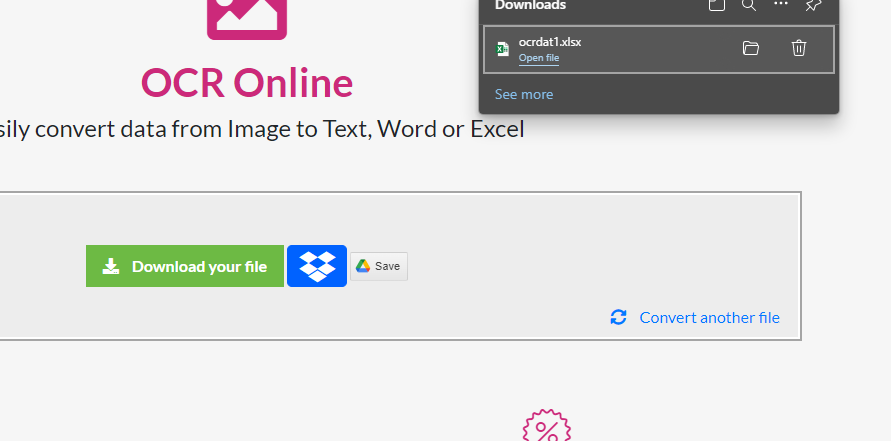 Downloads
ocrdat1.xlsx
Open file
See more
OCR Online
sily convert data from Image to Text, Word or Excel
Download your file
Save
Convert another file